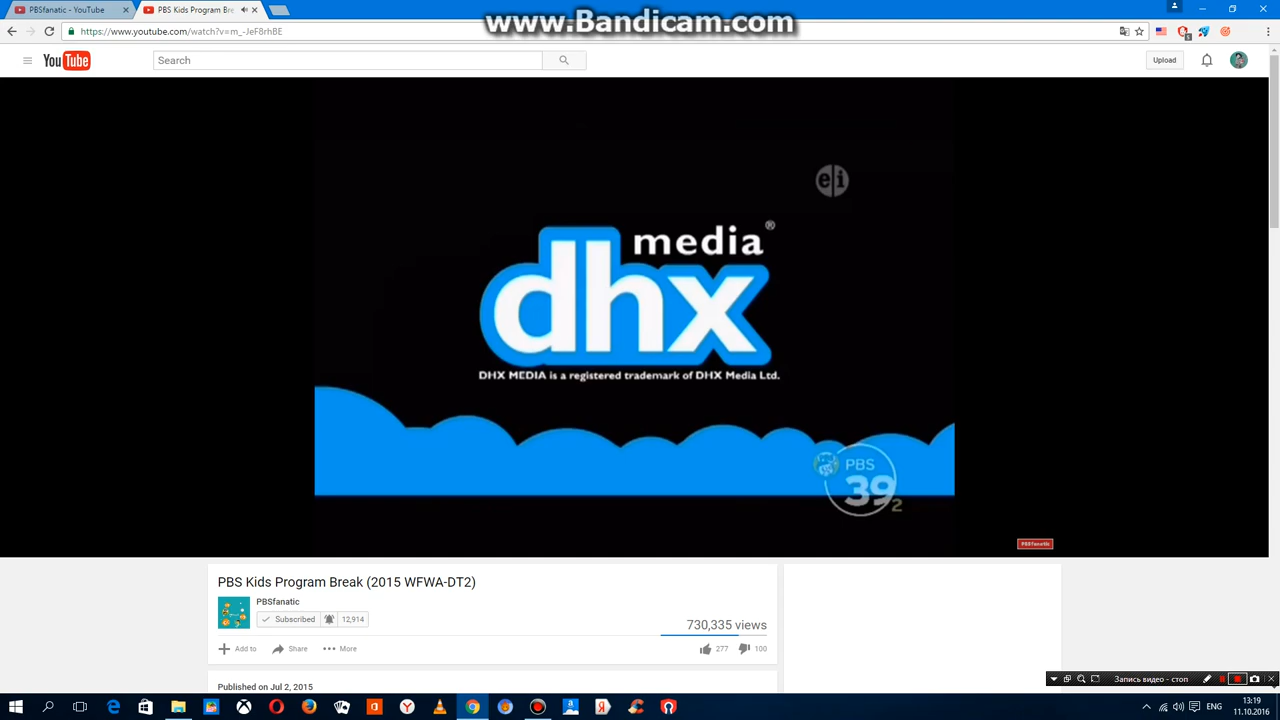 PBSfanatic - YouTube
PBS Kids Program Bre
www.Bandicam.com
https://www.youtube.com/watch?v=m_-JeF8rhBE
YouTube
Search
Upload
e i
media®
dhx
DHX MEDIA is a registered trademark of DHX Media Ltd.
PBS
39 2
PBSfanatic
PBS Kids Program Break (2015 WFWA-DT2)
PBSfanatic
Subscribed
12,914
730,335 views
Add to
Share
More
277
100
Published on Jul 2, 2015
Запись видео - стоп
ENG
13:19
11.10.2016